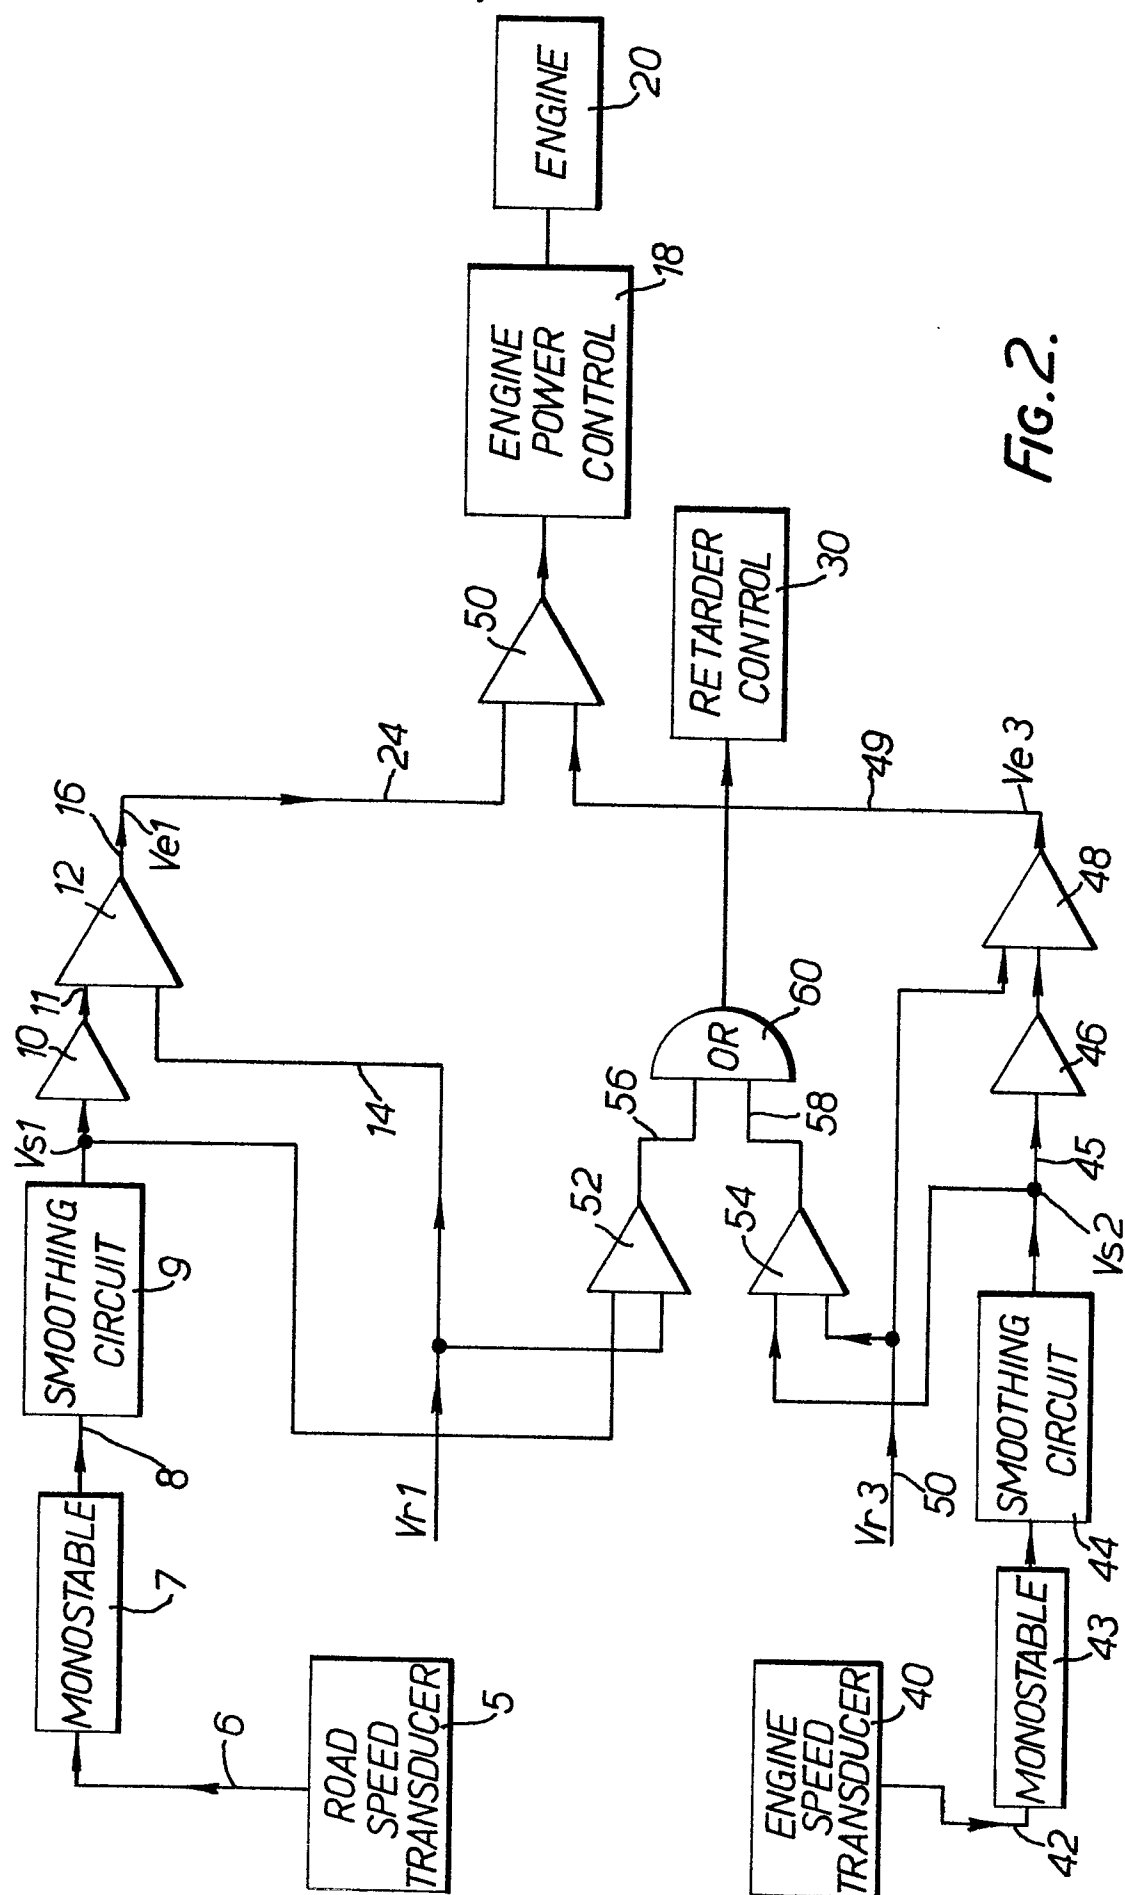 ROAD
SPEED
TRANSDUCER
5
6
MONOSTABLE
7
8
SMOOTHING
CIRCUIT
9
Vs1
10
11
12
16
Ve1
24
14
Vr1
52
56
OR
60
58
54
Vr3
50
ENGINE
SPEED
TRANSDUCER
40
42
MONOSTABLE
43
SMOOTHING
CIRCUIT
44
Vs2
45
46
48
Ve3
49
50
RETARDER
CONTROL
30
ENGINE
POWER
CONTROL
18
ENGINE
20
FIG. 2.